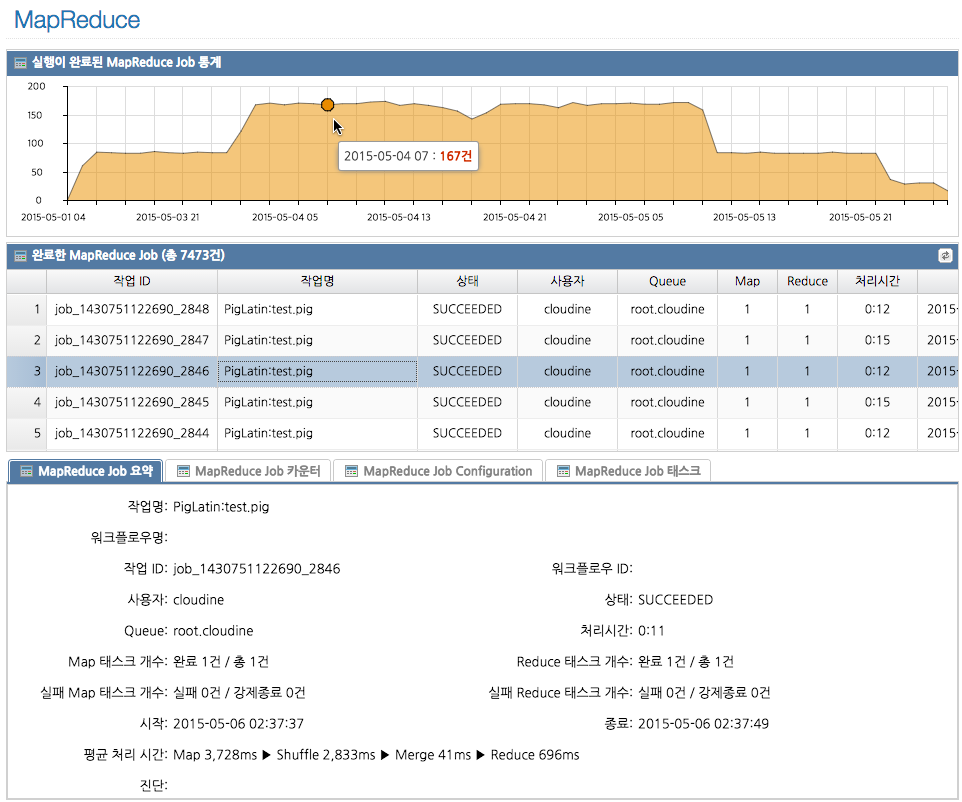 MapReduce
실행이 완료된 MapReduce Job 통계
200
150
100
50
0
2015-05-04 07 : 167건
2015-05-01 04 2015-05-03 21 2015-05-04 05 2015-05-04 13 2015-05-04 21 2015-05-05 05 2015-05-05 13 2015-05-05 21
완료한 MapReduce Job (총 7473건)
작업 ID 작업명 상태 사용자 Queue Map Reduce 처리시간
1 job_1430751122690_2848 PigLatin:test.pig SUCCEEDED cloudine root.cloudine 1 1 0:12 2015-
2 job_1430751122690_2847 PigLatin:test.pig SUCCEEDED cloudine root.cloudine 1 1 0:15 2015-
3 job_1430751122690_2846 PigLatin:test.pig SUCCEEDED cloudine root.cloudine 1 1 0:12 2015-
4 job_1430751122690_2845 PigLatin:test.pig SUCCEEDED cloudine root.cloudine 1 1 0:15 2015-
5 job_1430751122690_2844 PigLatin:test.pig SUCCEEDED cloudine root.cloudine 1 1 0:12 2015-
MapReduce Job 요약 MapReduce Job 카운터 MapReduce Job Configuration MapReduce Job 태스크
작업명: PigLatin:test.pig
워크플로우명:
작업 ID: job_1430751122690_2846 워크플로우 ID:
사용자: cloudine 상태: SUCCEEDED
Queue: root.cloudine 처리시간: 0:11
Map 태스크 개수: 완료 1건 / 총 1건 Reduce 태스크 개수: 완료 1건 / 총 1건
실패 Map 태스크 개수: 실패 0건 / 강제종료 0건 실패 Reduce 태스크 개수: 실패 0건 / 강제종료 0건
시작: 2015-05-06 02:37:37 종료: 2015-05-06 02:37:49
평균 처리 시간: Map 3,728ms ▶ Shuffle 2,833ms ▶ Merge 41ms ▶ Reduce 696ms
진단: